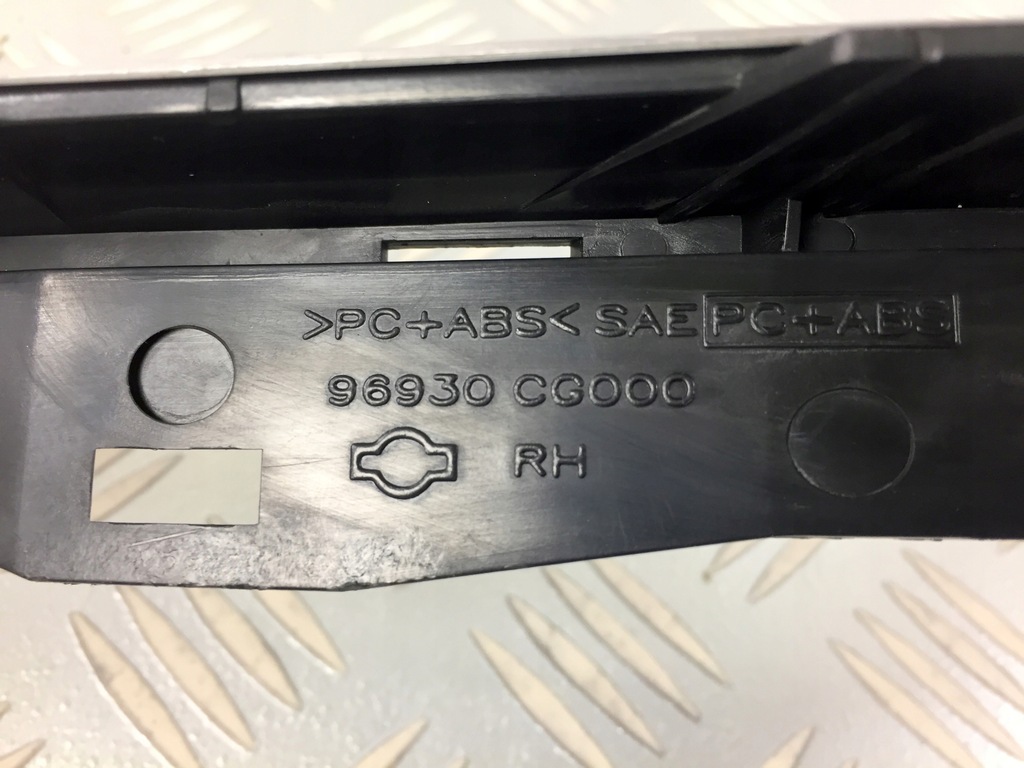 >PC+ABS< SAE PC+ABS
96930 CG000
RH